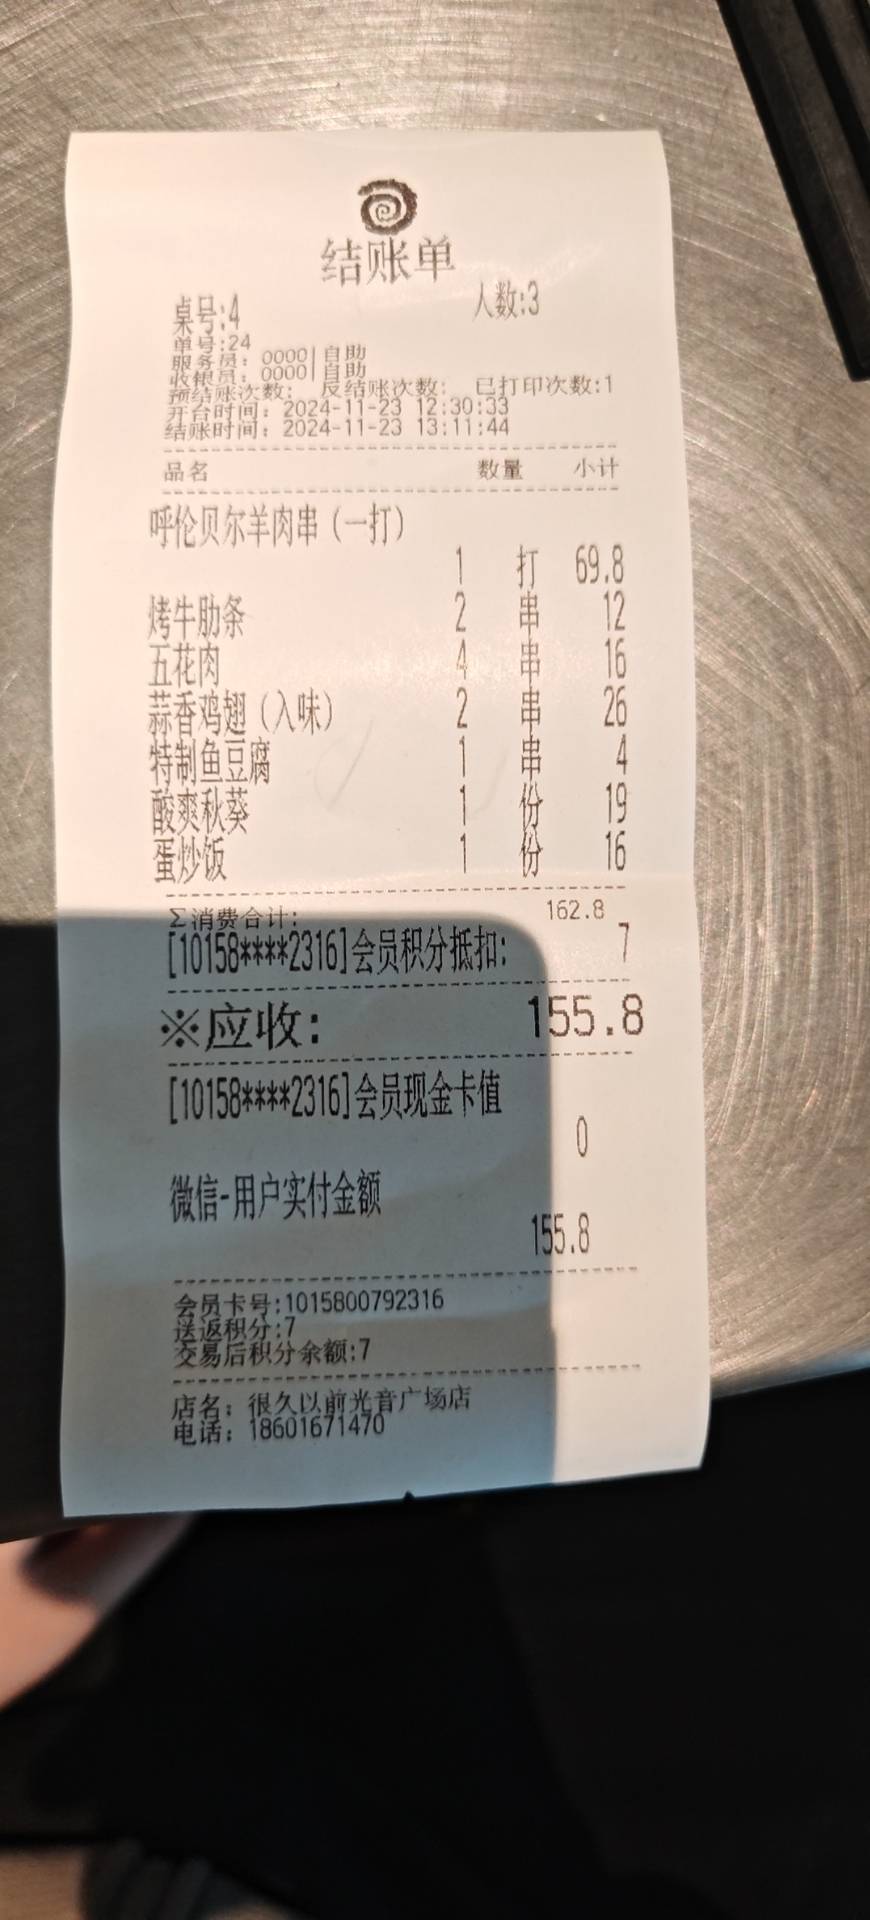 结账单
桌号:4 人数:3
单号:24
服务员: 0000|自助
收银员: 0000|自助
预结账次数: 反结账次数: 已打印次数:1
开台时间: 2024-11-23 12:30:33
结账时间: 2024-11-23 13:11:44
品名 数量 小计
呼伦贝尔羊肉串(一打)
1 打 69.8
烤牛肋条 2 串 12
五花肉 4 串 16
蒜香鸡翅(入味) 2 串 26
特制鱼豆腐 1 串 4
酸爽秋葵 1 份 19
蛋炒饭 1 份 16
Σ消费合计: 162.8
[10158****2316]会员积分抵扣: 7
※应收: 155.8
[10158****2316]会员现金卡值
0
微信-用户实付金额
155.8
会员卡号:1015800792316
送返积分:7
交易后积分余额:7
店名: 很久以前光音广场店
电话: 18601671470